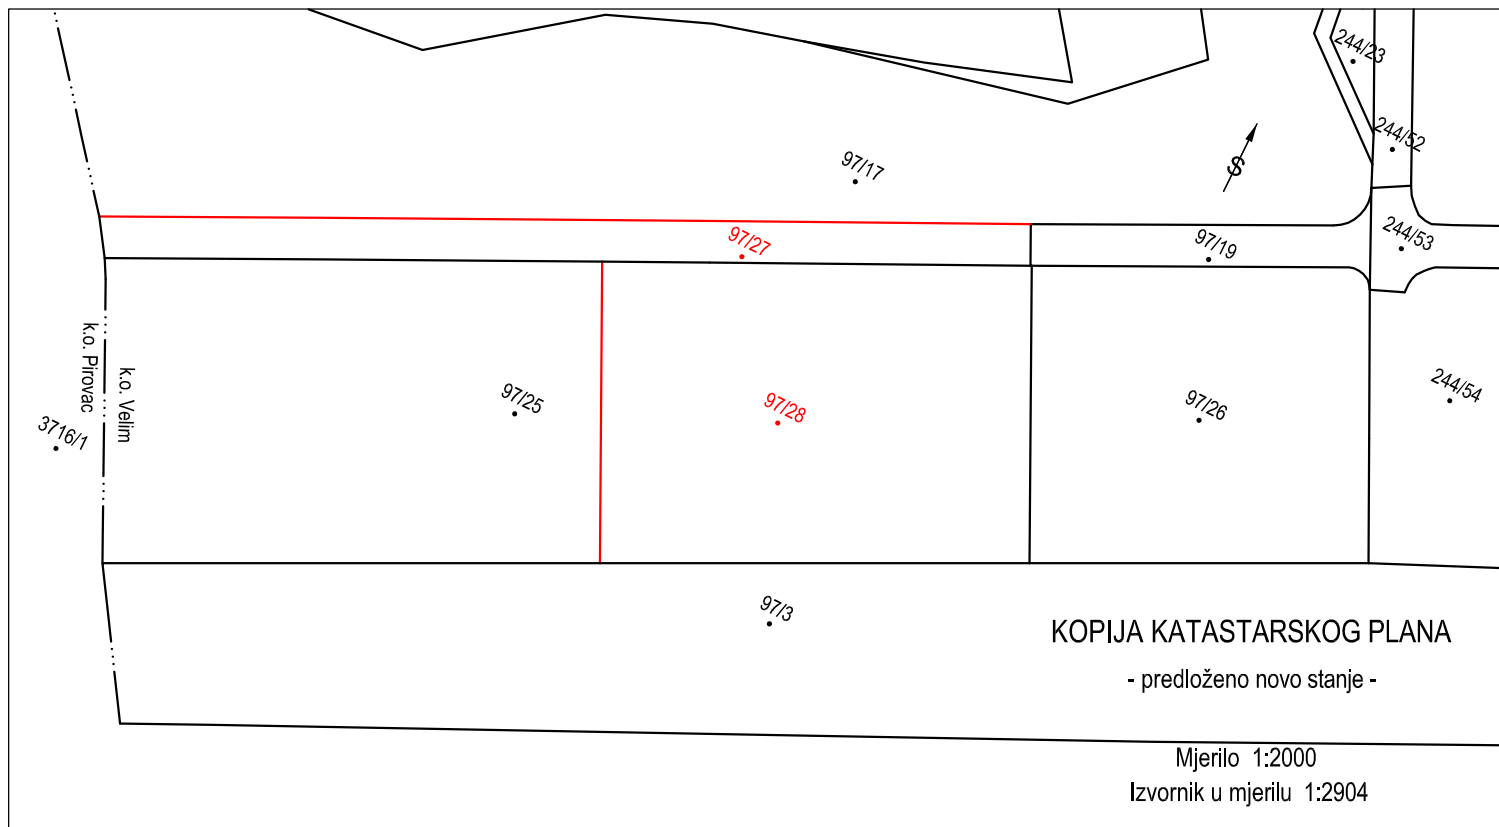 244/23
244/52
97/17
S
97/27
97/19
244/53
k.o. Pirovac
k.o. Velim
3716/1
97/25
97/28
97/26
244/54
97/3
KOPIJA KATASTARSKOG PLANA
- predloženo novo stanje -
Mjerilo 1:2000
Izvornik u mjerilu 1:2904